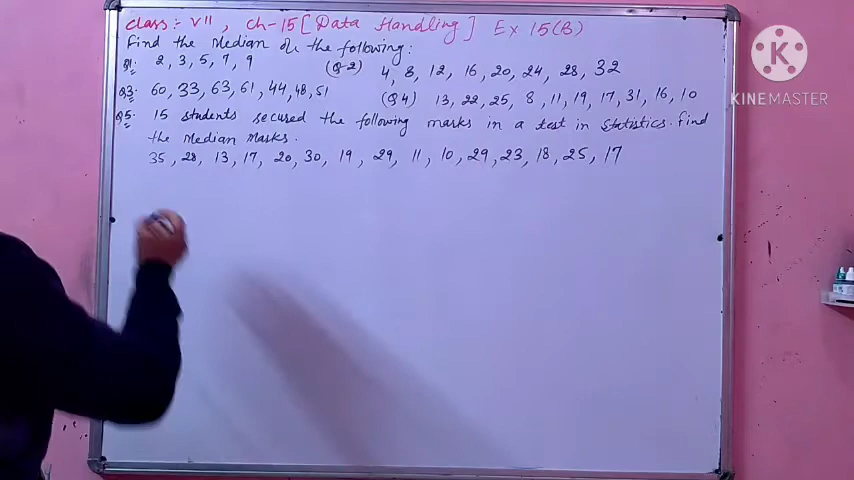 Class:- VII, Ch-15 [Data Handling] Ex 15(B)
Find the Median of the following:
Q1. 2, 3, 5, 7, 9 (Q-2) 4, 8, 12, 16, 20, 24, 28, 32
Q3. 60, 33, 63, 61, 44, 48, 51 (Q4) 13, 22, 25, 8, 11, 19, 17, 31, 16, 10
Q5. 15 students secured the following marks in a test in Statistics. Find
the Median Marks.
35, 28, 13, 17, 20, 30, 19, 29, 11, 10, 29, 23, 18, 25, 17
KINEMASTER